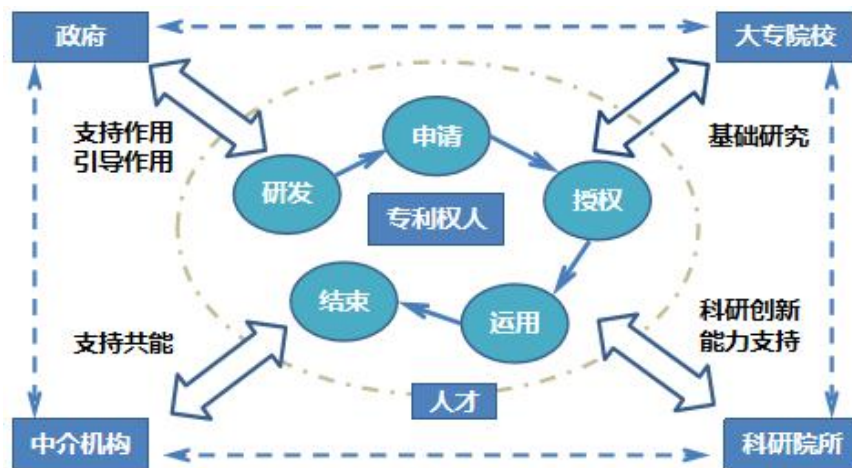 政府
大专院校
支持作用
引导作用
申请
基础研究
研发
专利权人
授权
结束
运用
支持共能
科研创新
能力支持
人才
中介机构
科研院所